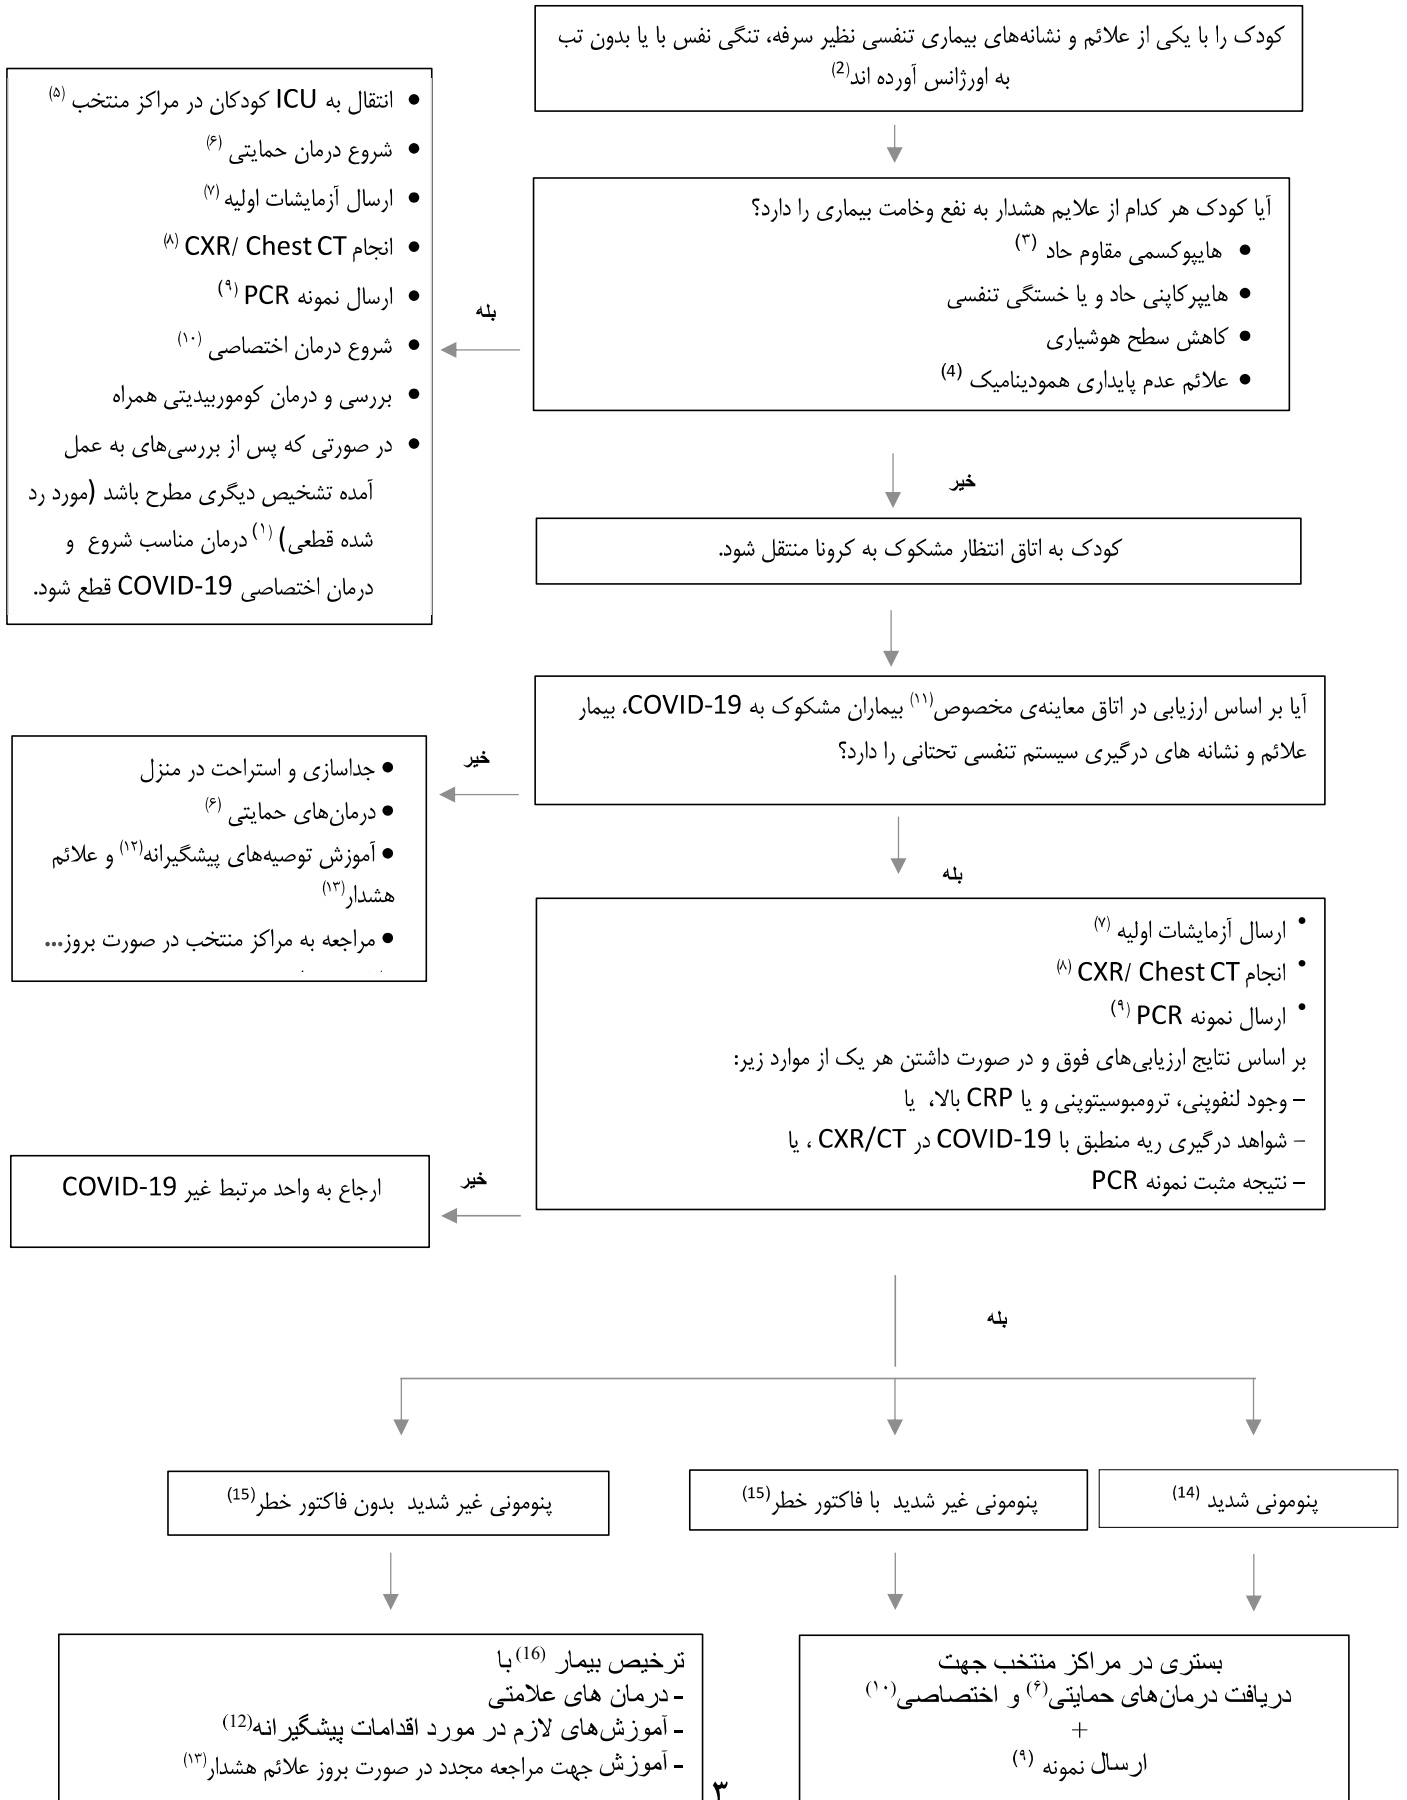 کودک را با یکی از علائم و نشانه‌های بیماری تنفسی نظیر سرفه، تنگی نفس با یا بدون تب
به اورژانس آورده اند(2)
آیا کودک هر کدام از علایم هشدار به نفع وخامت بیماری را دارد؟
● هایپوکسمی مقاوم حاد (۳)
● هایپرکاپنی حاد و یا خستگی تنفسی
● کاهش سطح هوشیاری
● علائم عدم پایداری همودینامیک (4)
بله
● انتقال به ICU کودکان در مراکز منتخب (۵)
● شروع درمان حمایتی (۶)
● ارسال آزمایشات اولیه (۷)
● انجام CXR/ Chest CT (۸)
● ارسال نمونه PCR (۹)
● شروع درمان اختصاصی (۱۰)
● بررسی و درمان کوموربیدیتی همراه
● در صورتی که پس از بررسی‌های به عمل
آمده تشخیص دیگری مطرح باشد (مورد رد
شده قطعی) (۱) درمان مناسب شروع و
درمان اختصاصی COVID-19 قطع شود.
خیر
کودک به اتاق انتظار مشکوک به کرونا منتقل شود.
آیا بر اساس ارزیابی در اتاق معاینه‌ی مخصوص(۱۱) بیماران مشکوک به COVID-19، بیمار
علائم و نشانه های درگیری سیستم تنفسی تحتانی را دارد؟
خیر
● جداسازی و استراحت در منزل
● درمان‌های حمایتی (۶)
● آموزش توصیه‌های پیشگیرانه(۱۲) و علائم
هشدار(۱۳)
● مراجعه به مراکز منتخب در صورت بروز...
بله
• ارسال آزمایشات اولیه (۷)
• انجام CXR/ Chest CT (۸)
• ارسال نمونه PCR (۹)
بر اساس نتایج ارزیابی‌های فوق و در صورت داشتن هر یک از موارد زیر:
– وجود لنفوپنی، ترومبوسیتوپنی و یا CRP بالا، یا
– شواهد درگیری ریه منطبق با COVID-19 در CXR/CT ، یا
– نتیجه مثبت نمونه PCR
خیر
ارجاع به واحد مرتبط غیر COVID-19
بله
پنومونی شدید (14)
پنومونی غیر شدید با فاکتور خطر(15)
پنومونی غیر شدید بدون فاکتور خطر(15)
بستری در مراکز منتخب جهت
دریافت درمان‌های حمایتی(۶) و اختصاصی(۱۰)
+
ارسال نمونه (۹)
ترخیص بیمار (16) با
- درمان های علامتی
- آموزش‌های لازم در مورد اقدامات پیشگیرانه(12)
- آموزش جهت مراجعه مجدد در صورت بروز علائم هشدار(۱۳)
۳